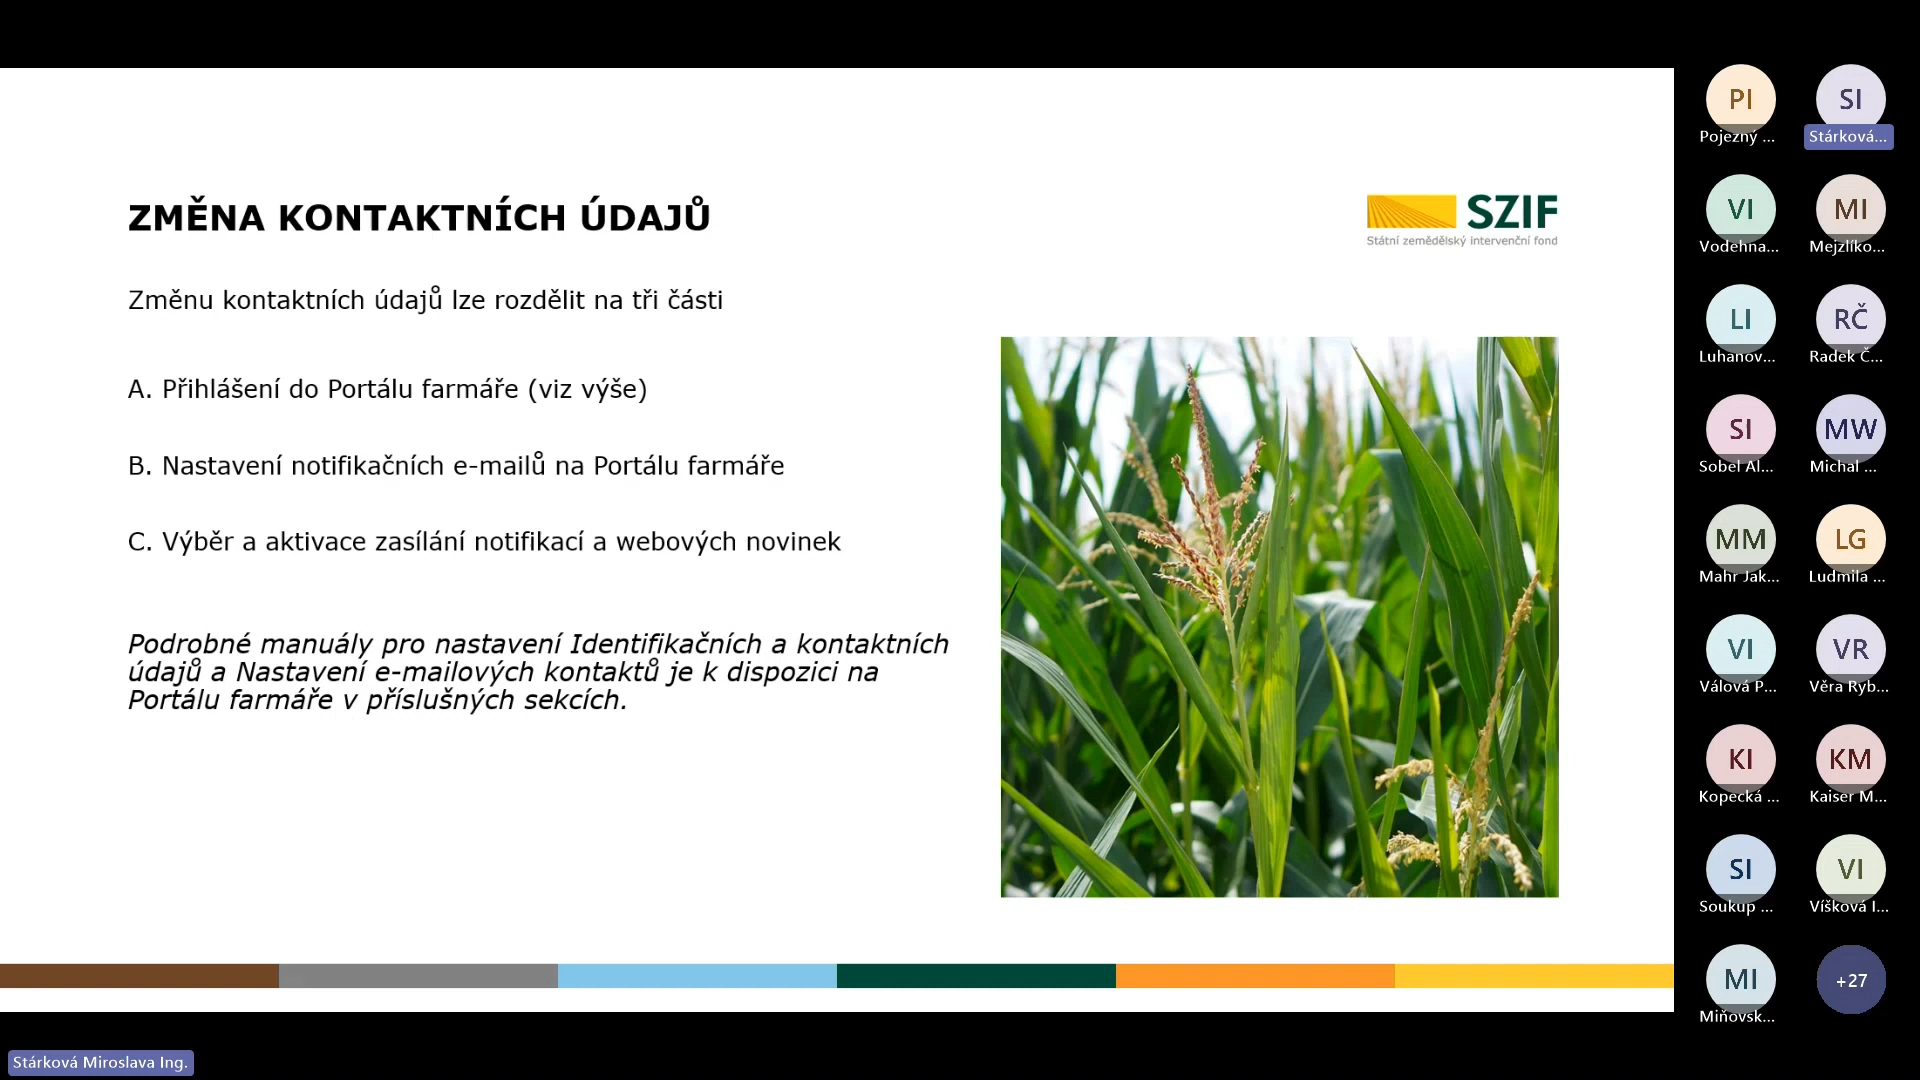 ZMĚNA KONTAKTNÍCH ÚDAJŮ
SZIF
Státní zemědělský intervenční fond
Změnu kontaktních údajů lze rozdělit na tři části
A. Přihlášení do Portálu farmáře (viz výše)
B. Nastavení notifikačních e-mailů na Portálu farmáře
C. Výběr a aktivace zasílání notifikací a webových novinek
Podrobné manuály pro nastavení Identifikačních a kontaktních
údajů a Nastavení e-mailových kontaktů je k dispozici na
Portálu farmáře v příslušných sekcích.
PI
Pojezný ...
SI
Stárková...
VI
Vodehna...
MI
Mejzlíko...
LI
Luhanov...
RČ
Radek Č...
SI
Sobel Al...
MW
Michal ...
MM
Mahr Jak...
LG
Ludmila ...
VI
Válová P...
VR
Věra Ryb...
KI
Kopecká ...
KM
Kaiser M...
SI
Soukup ...
VI
Víšková I...
MI
Miňovsk...
+27
Stárková Miroslava Ing.